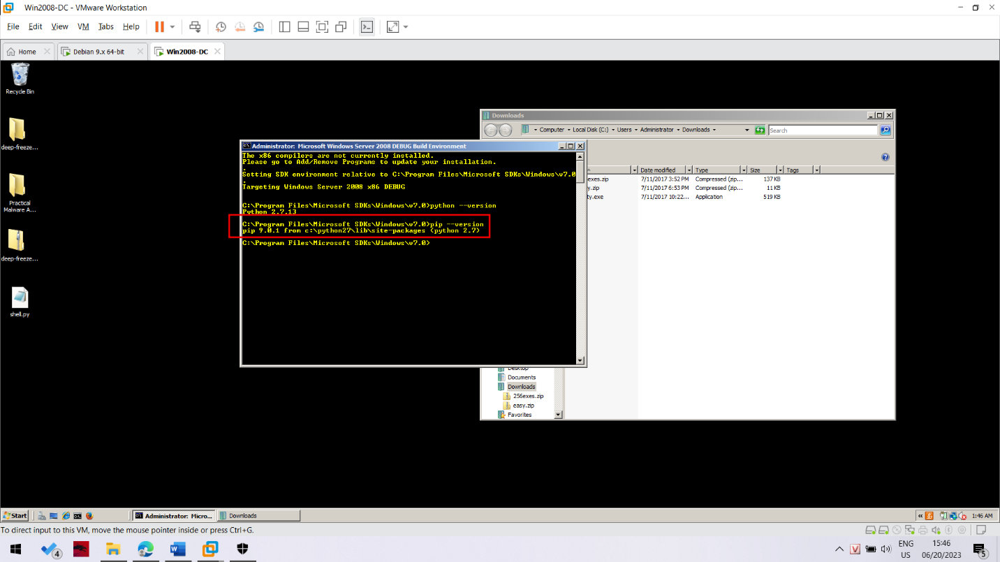 Win2008-DC - VMware Workstation
File Edit View VM Tabs Help
Home Debian 9.x 64-bit Win2008-DC
Recycle Bin
deep-freeze...
Practical
Malware A...
deep-freeze...
shell.py
Downloads
Computer Local Disk (C:) Users Administrator Downloads Search
Date modified Type Size Tags
exes.zip 7/11/2017 3:52 PM Compressed (zip... 137 KB
y.zip 7/11/2017 6:53 PM Compressed (zip... 11 KB
ty.exe 7/11/2017 10:22... Application 519 KB
Desktop
Documents
Downloads
256exes.zip
easy.zip
Favorites
Administrator: Microsoft Windows Server 2008 DEBUG Build Environment
The x86 compilers are not currently installed.
Please go to Add/Remove Programs to update your installation.
.
Setting SDK environment relative to C:\Program Files\Microsoft SDKs\Windows\v7.0
.
Targeting Windows Server 2008 x86 DEBUG
C:\Program Files\Microsoft SDKs\Windows\v7.0>python --version
Python 2.7.13
C:\Program Files\Microsoft SDKs\Windows\v7.0>pip --version
pip 9.0.1 from c:\python27\lib\site-packages (python 2.7)
C:\Program Files\Microsoft SDKs\Windows\v7.0>
Start Administrator: Micro... Downloads 1:46 AM
To direct input to this VM, move the mouse pointer inside or press Ctrl+G.
4 W V ENG 15:46
US 06/20/2023 5